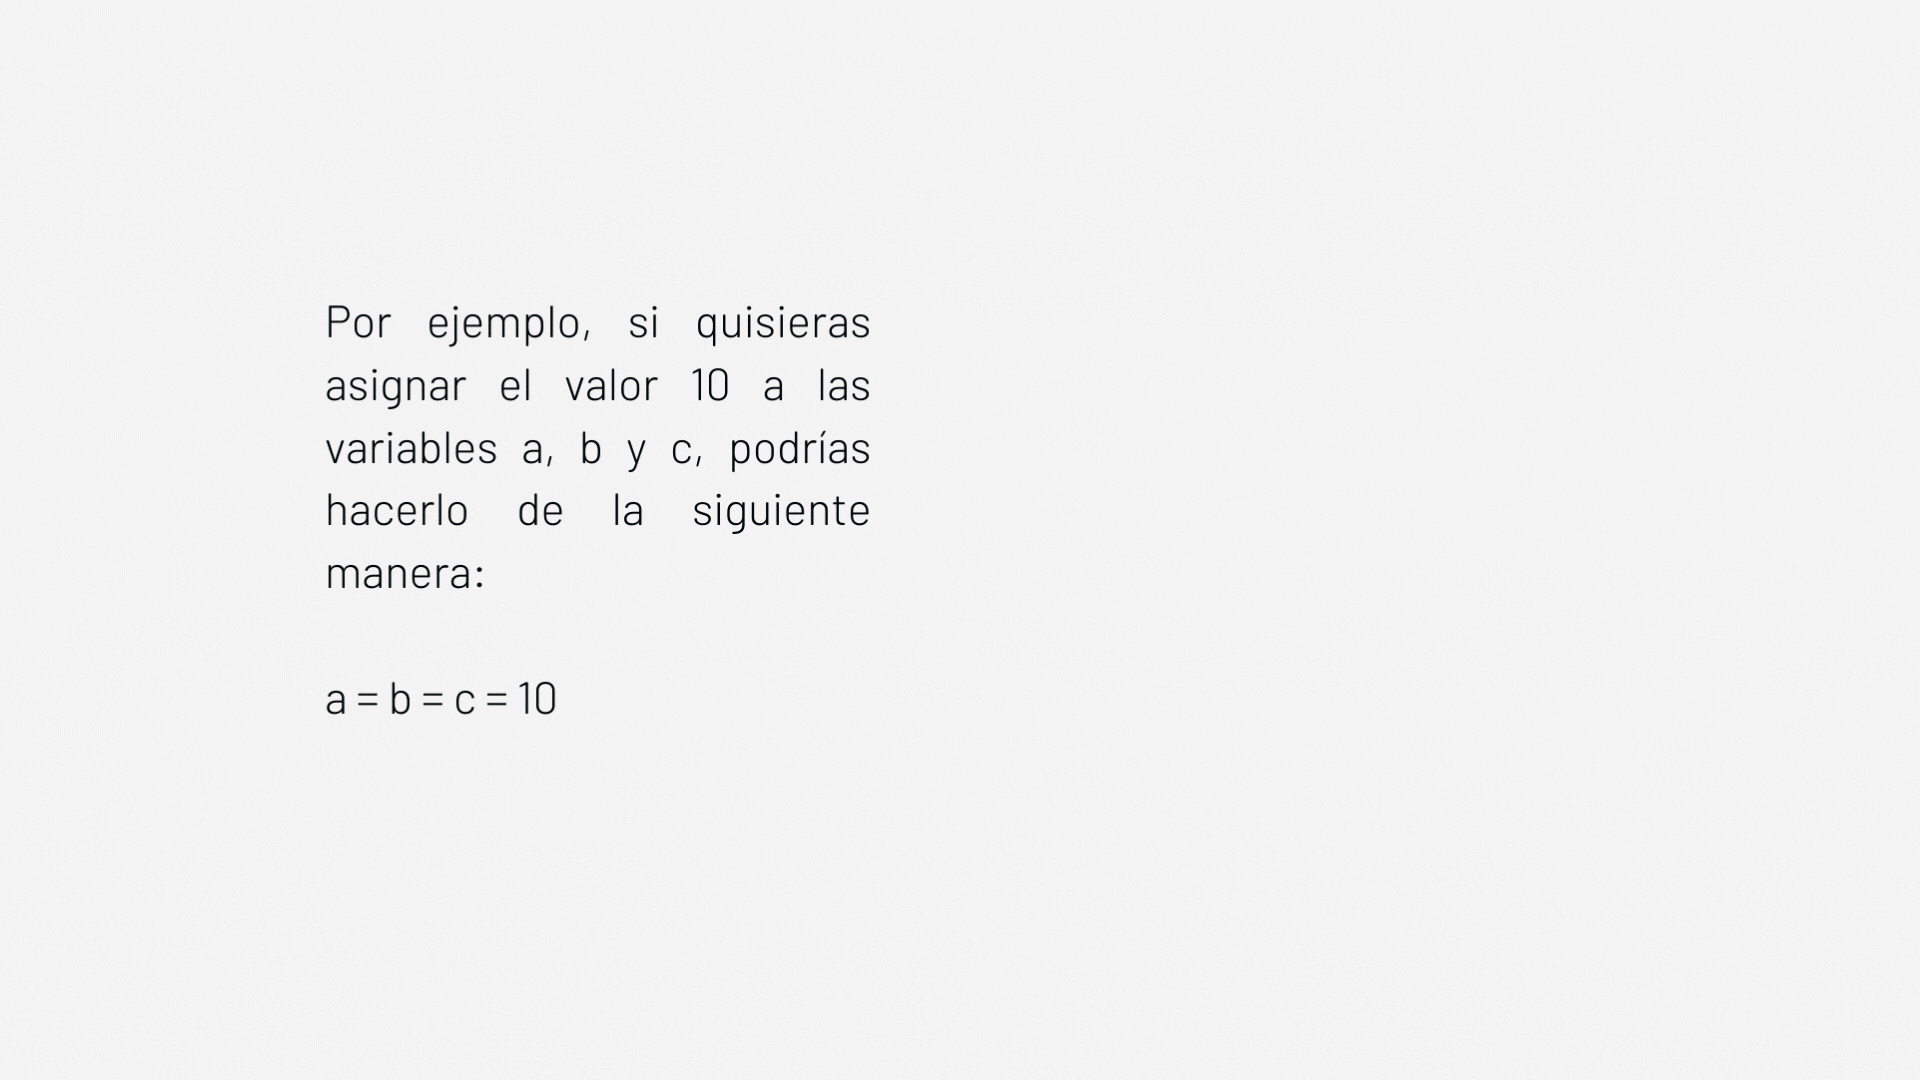 Por ejemplo, si quisieras
asignar el valor 10 a las
variables a, b y c, podrías
hacerlo de la siguiente
manera:
a = b = c = 10